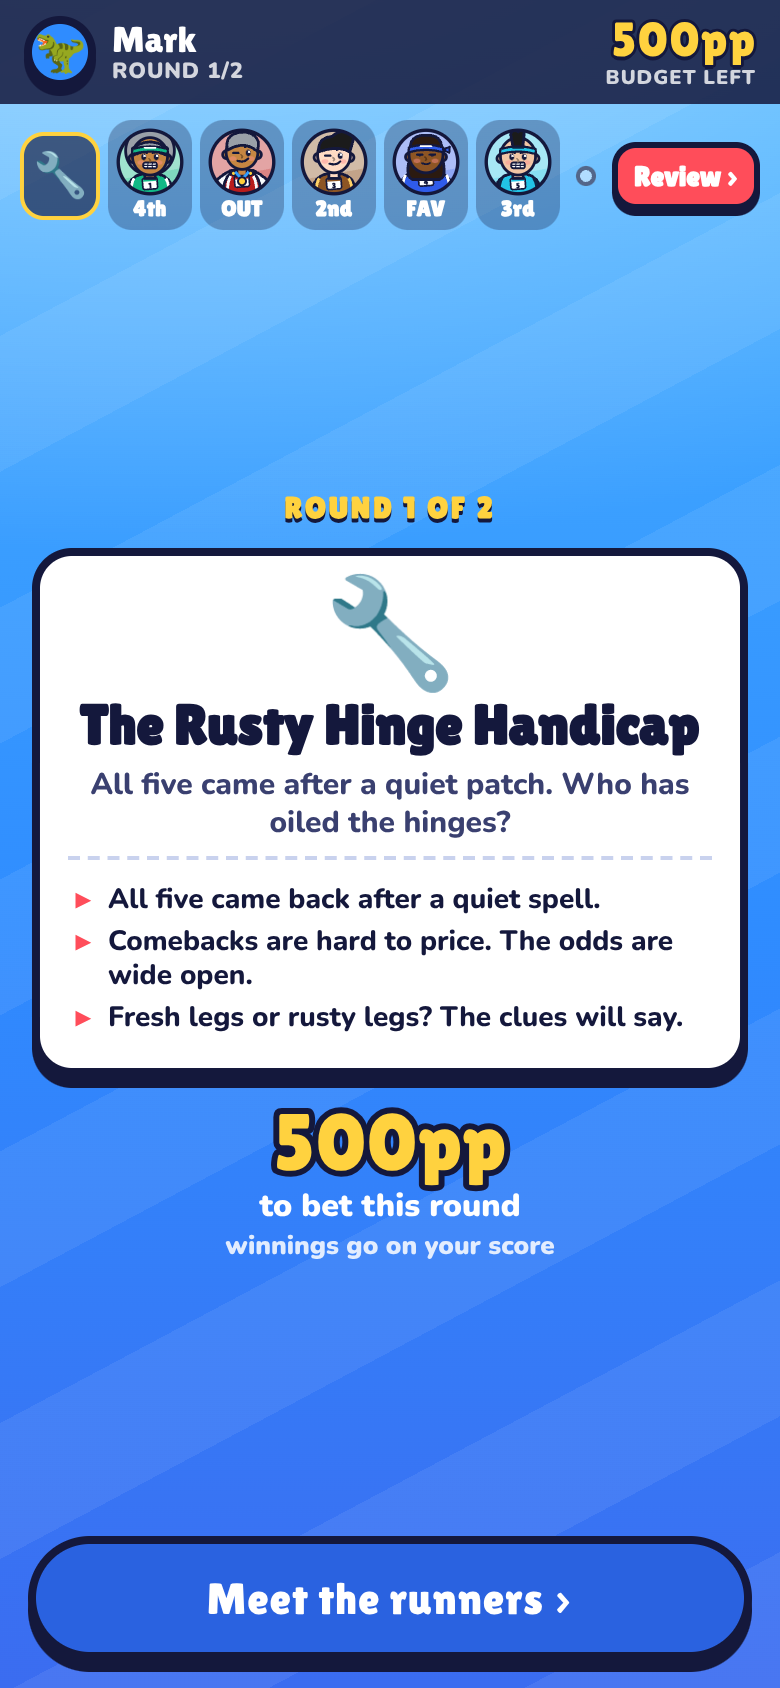 Mark
ROUND 1/2
500pp
BUDGET LEFT
1
4th
OUT
3
2nd
FAV
5
3rd
Review ›
ROUND 1 OF 2
The Rusty Hinge Handicap
All five came after a quiet patch. Who has
oiled the hinges?
All five came back after a quiet spell.
Comebacks are hard to price. The odds are
wide open.
Fresh legs or rusty legs? The clues will say.
500pp
to bet this round
winnings go on your score
Meet the runners ›